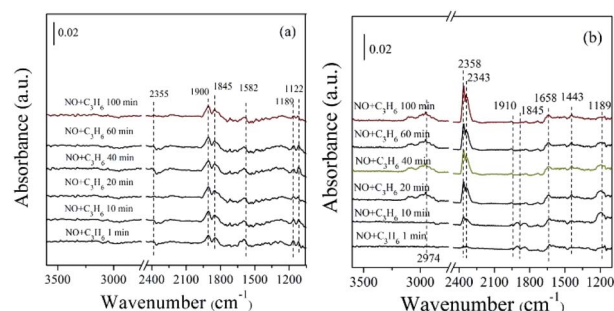 (a)
0.02
2355
1900
1845
1582
1122
1189
NO+C3H6 100 min
NO+C3H6 60 min
NO+C3H6 40 min
NO+C3H6 20 min
NO+C3H6 10 min
NO+C3H6 1 min
Absorbance (a.u.)
3600 3000 2400 2100 1800 1500 1200
Wavenumber (cm-1)
(b)
0.02
2358
2343
1910
1845
1658
1443
1189
NO+C3H6 100 min
NO+C3H6 60 min
NO+C3H6 40 min
NO+C3H6 20 min
NO+C3H6 10 min
NO+C3H6 1 min
2974
Absorbance (a.u.)
3600 3000 2400 2100 1800 1500 1200
Wavenumber (cm-1)